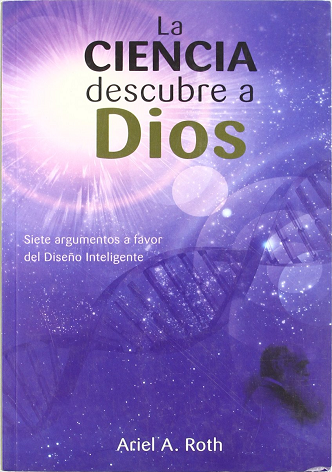 La
CIENCIA
descubre a
Dios
Siete argumentos a favor
del Diseño Inteligente
Ariel A. Roth